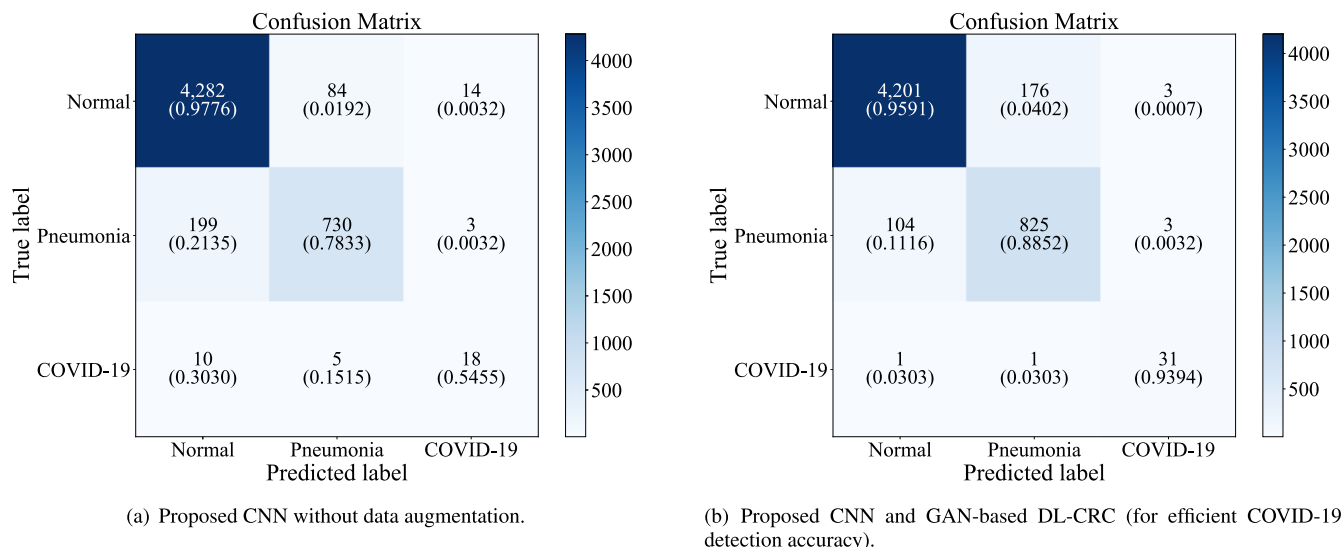 Confusion Matrix
4,282
(0.9776)
84
(0.0192)
14
(0.0032)
199
(0.2135)
730
(0.7833)
3
(0.0032)
10
(0.3030)
5
(0.1515)
18
(0.5455)
Normal
Pneumonia
COVID-19
True label
Normal
Pneumonia
COVID-19
Predicted label
4000
3500
3000
2500
2000
1500
1000
500
(a) Proposed CNN without data augmentation.
Confusion Matrix
4,201
(0.9591)
176
(0.0402)
3
(0.0007)
104
(0.1116)
825
(0.8852)
3
(0.0032)
1
(0.0303)
1
(0.0303)
31
(0.9394)
Normal
Pneumonia
COVID-19
True label
Normal
Pneumonia
COVID-19
Predicted label
4000
3500
3000
2500
2000
1500
1000
500
(b) Proposed CNN and GAN-based DL-CRC (for efficient COVID-19
detection accuracy).